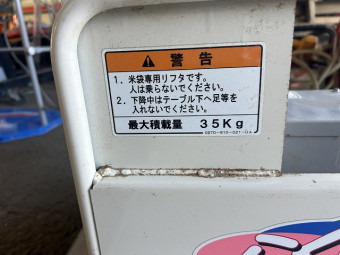 ⚠ 警告
1．米袋専用リフタです。
人は乗らないでください。
2．下降中はテーブル下へ足等を
入れないでください。
最大積載量 35Kg